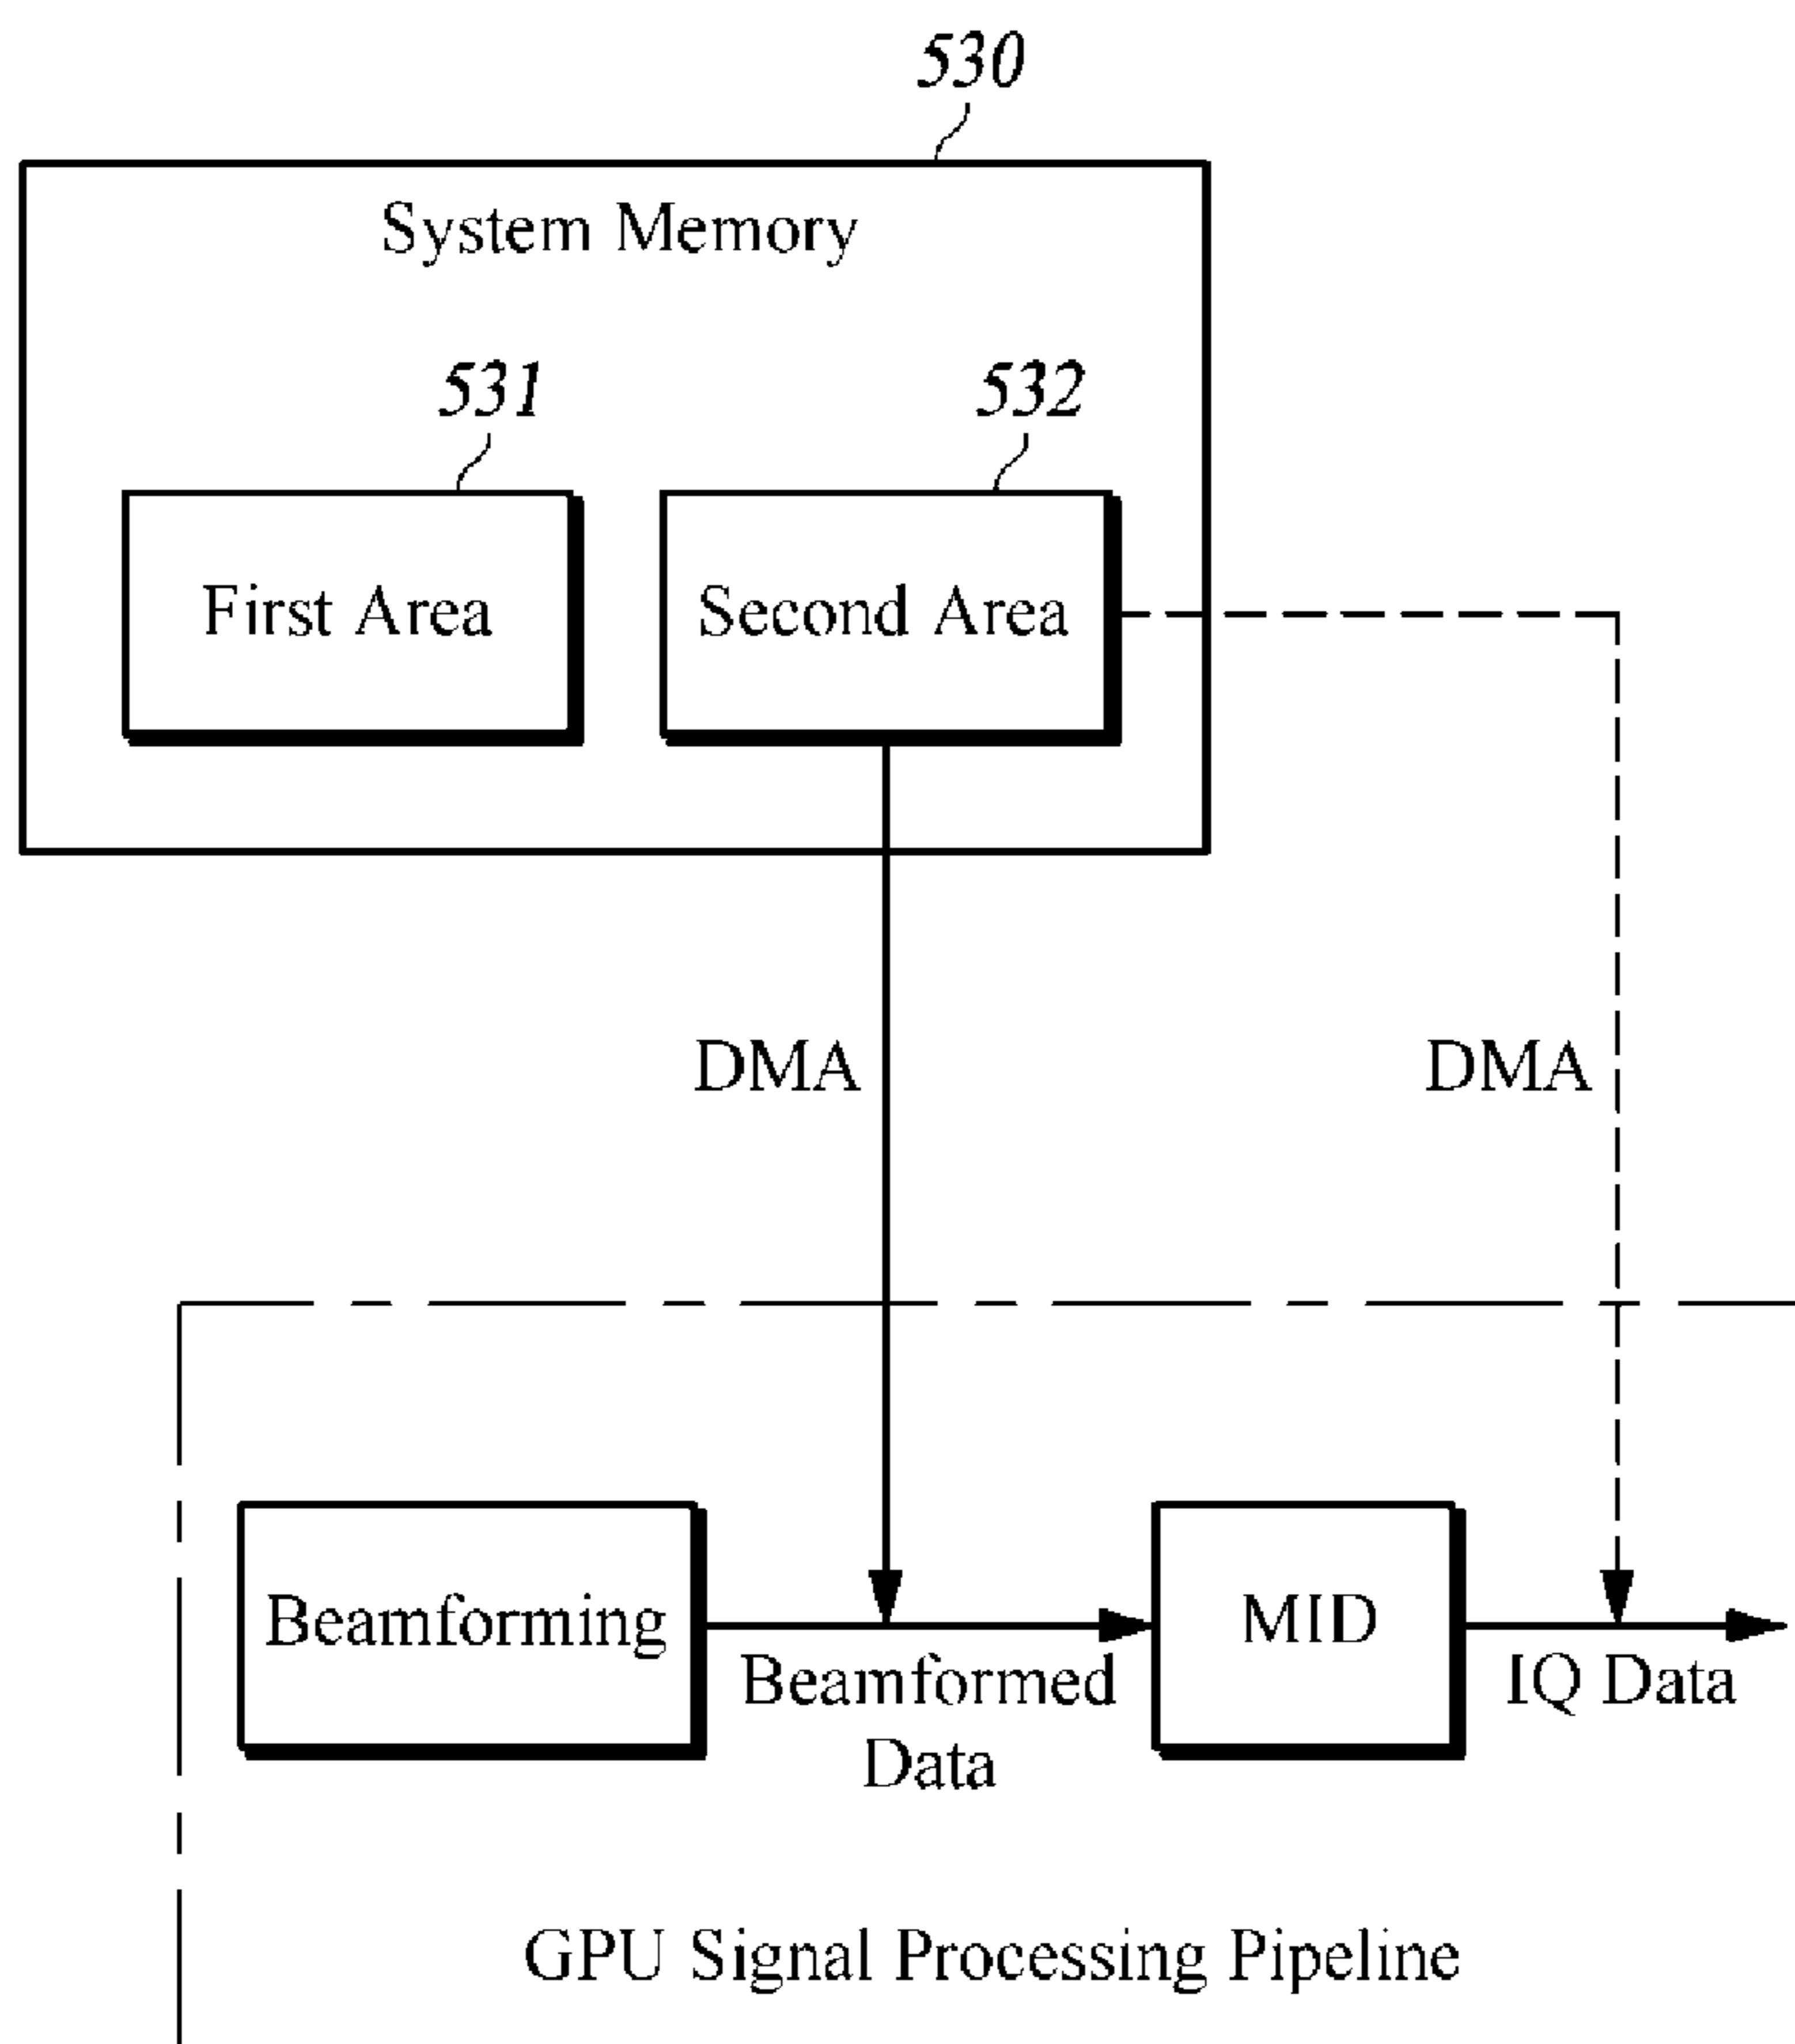 530
System Memory
531
532
First Area
Second Area
DMA
DMA
Beamforming
MID
Beamformed
Data
IQ Data
GPU Signal Processing Pipeline